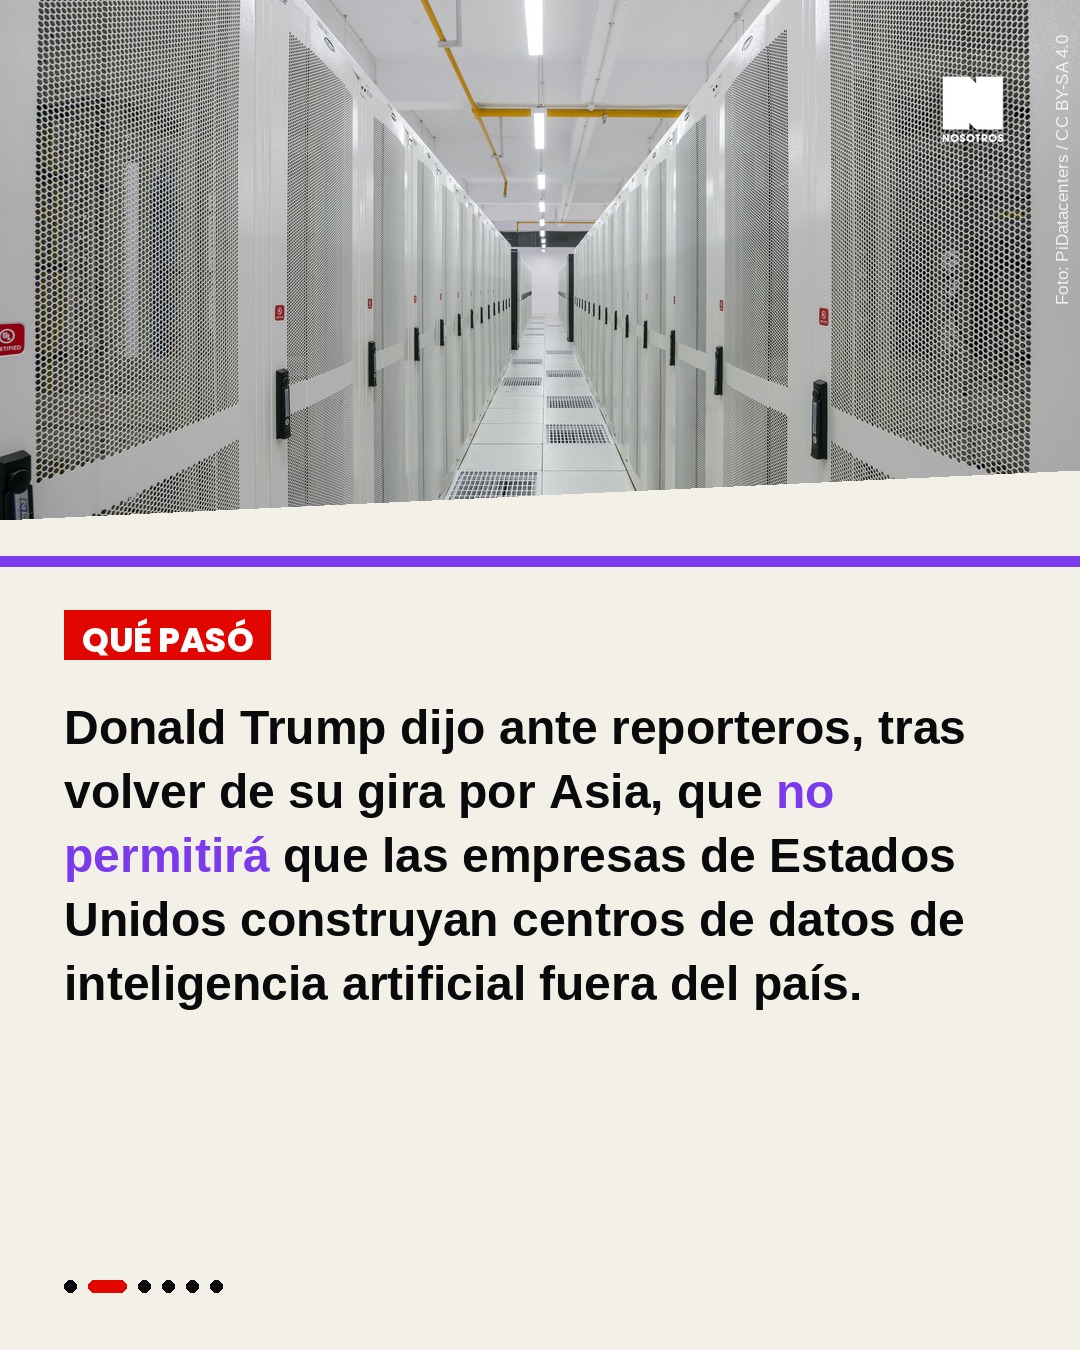 NOSOTROS
Foto: PiDatacenters / CC BY-SA 4.0
QUÉ PASÓ
Donald Trump dijo ante reporteros, tras
volver de su gira por Asia, que no
permitirá que las empresas de Estados
Unidos construyan centros de datos de
inteligencia artificial fuera del país.